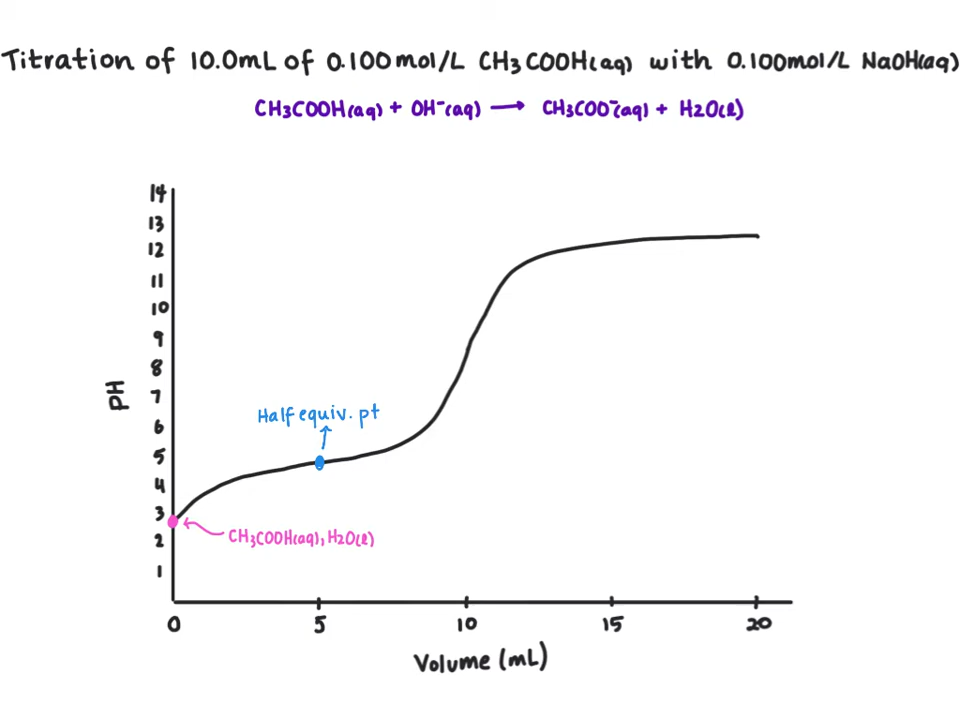 Titration of 10.0mL of 0.100mol/L CH3COOH(aq) with 0.100mol/L NaOH(aq)
CH3COOH(aq) + OH⁻(aq) → CH3COO⁻(aq) + H2O(l)
14
13
12
11
10
9
8
7
6
5
4
3
2
1
pH
Half equiv. pt
CH3COOH(aq), H2O(l)
0 5 10 15 20
Volume (mL)